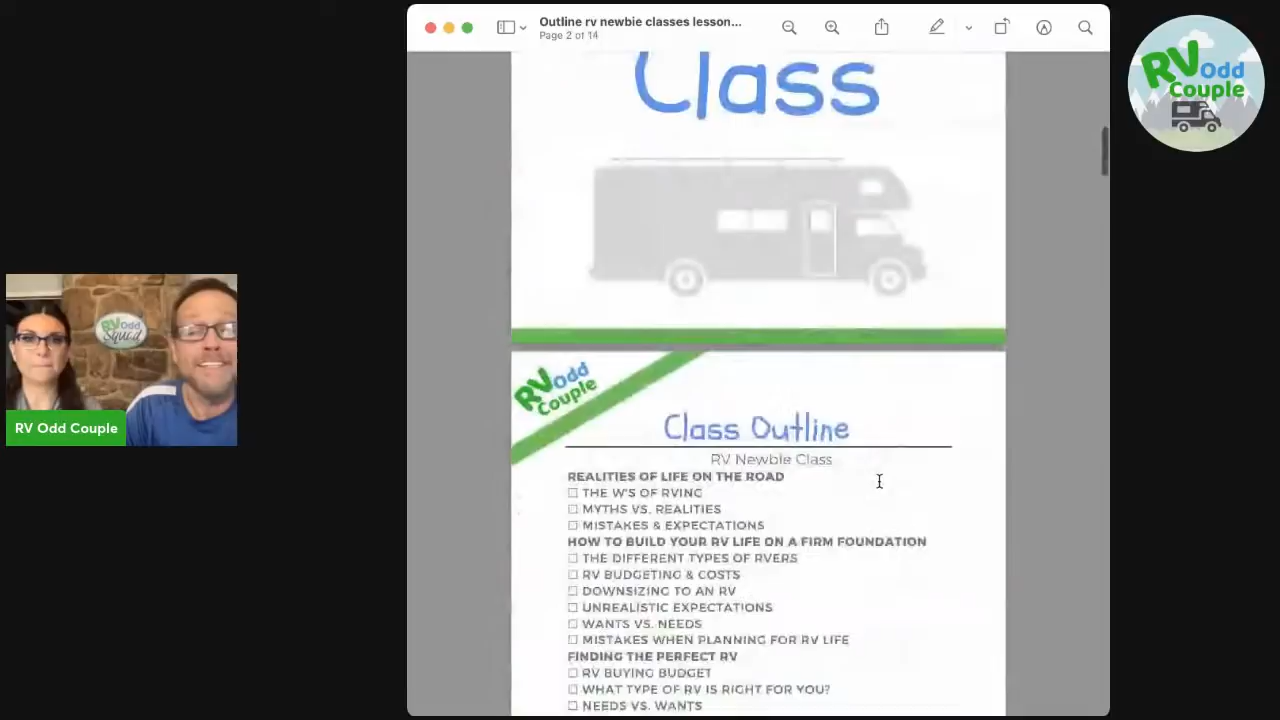 Outline rv newbie classes lesson...
Page 2 of 14
RV Odd
Couple
Class
RV Odd
Squad
RV Odd Couple
RV Odd
Couple
Class Outline
RV Newbie Class
REALITIES OF LIFE ON THE ROAD
☐ THE W'S OF RVING
☐ MYTHS VS. REALITIES
☐ MISTAKES & EXPECTATIONS
HOW TO BUILD YOUR RV LIFE ON A FIRM FOUNDATION
☐ THE DIFFERENT TYPES OF RVERS
☐ RV BUDGETING & COSTS
☐ DOWNSIZING TO AN RV
☐ UNREALISTIC EXPECTATIONS
☐ WANTS VS. NEEDS
☐ MISTAKES WHEN PLANNING FOR RV LIFE
FINDING THE PERFECT RV
☐ RV BUYING BUDGET
☐ WHAT TYPE OF RV IS RIGHT FOR YOU?
☐ NEEDS VS. WANTS